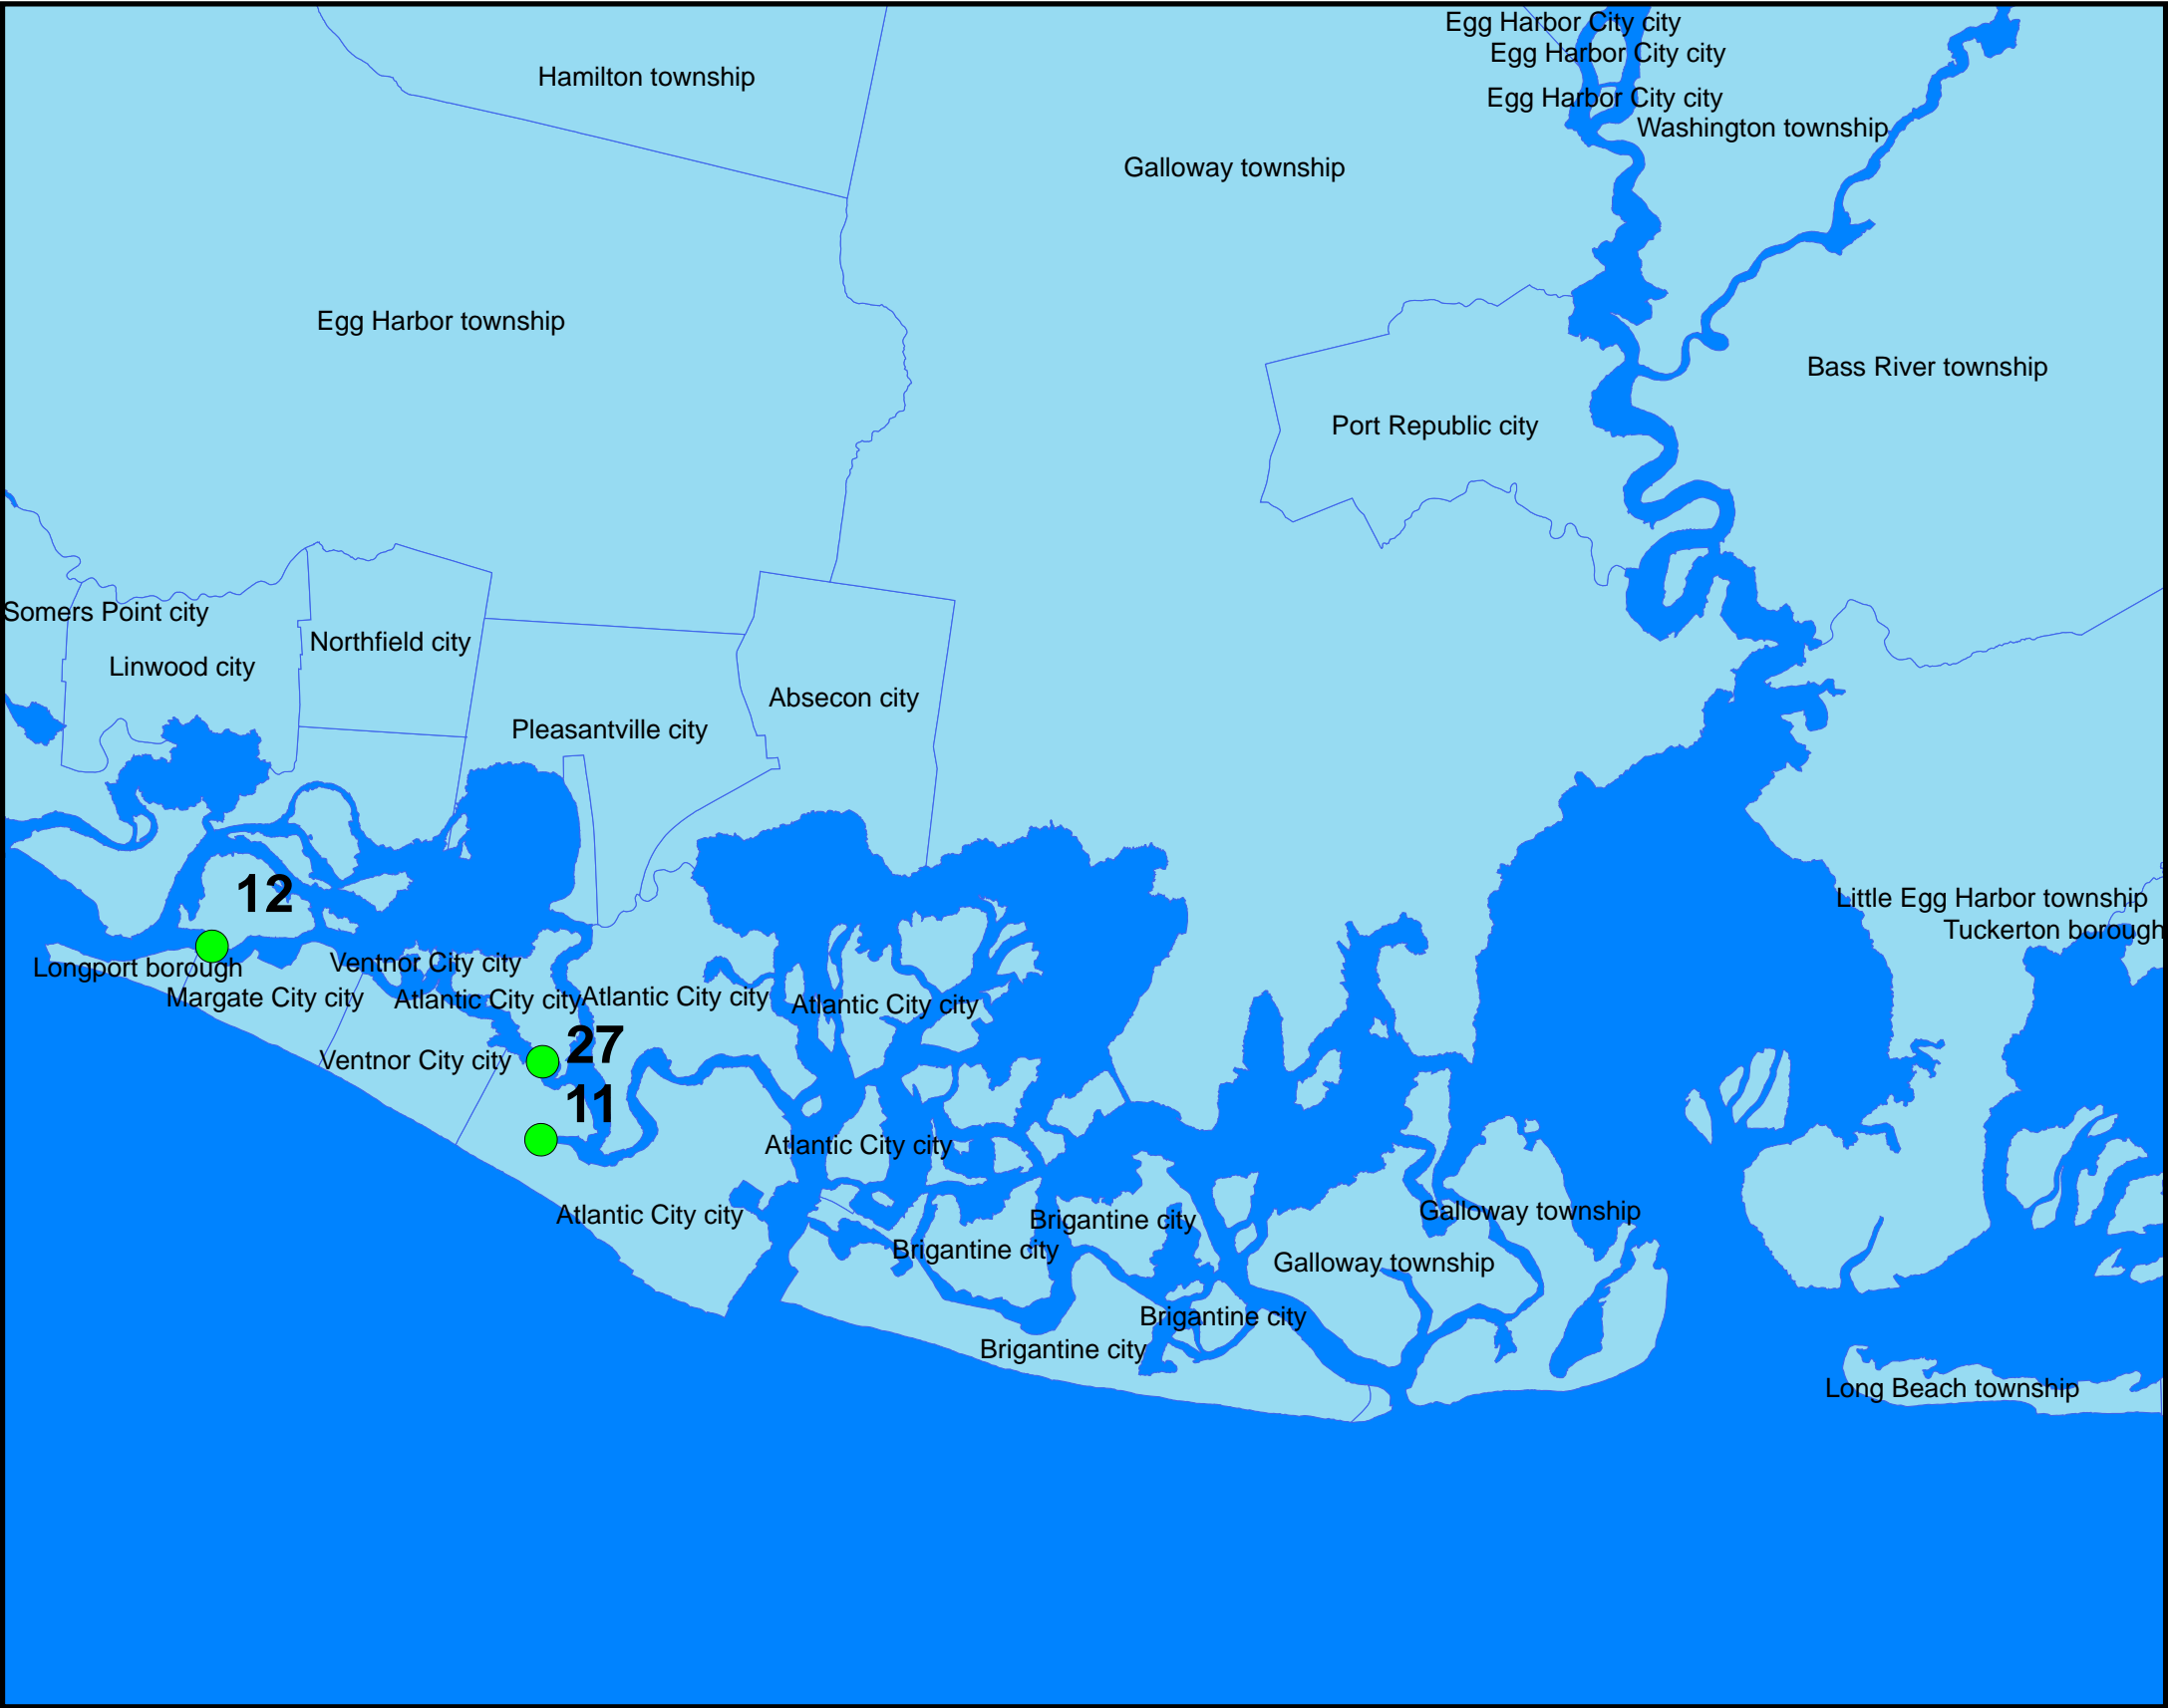 Egg Harbor City city
Egg Harbor City city
Hamilton township
Egg Harbor City city
Washington township
Galloway township
Egg Harbor township
Bass River township
Port Republic city
Somers Point city
Northfield city
Linwood city
Absecon city
Pleasantville city
12
Little Egg Harbor township
Tuckerton borough
Ventnor City city
Longport borough
Margate City city
Atlantic City city
Atlantic City city
Atlantic City city
27
Ventnor City city
11
Atlantic City city
Atlantic City city
Brigantine city
Galloway township
Brigantine city
Galloway township
Brigantine city
Brigantine city
Long Beach township